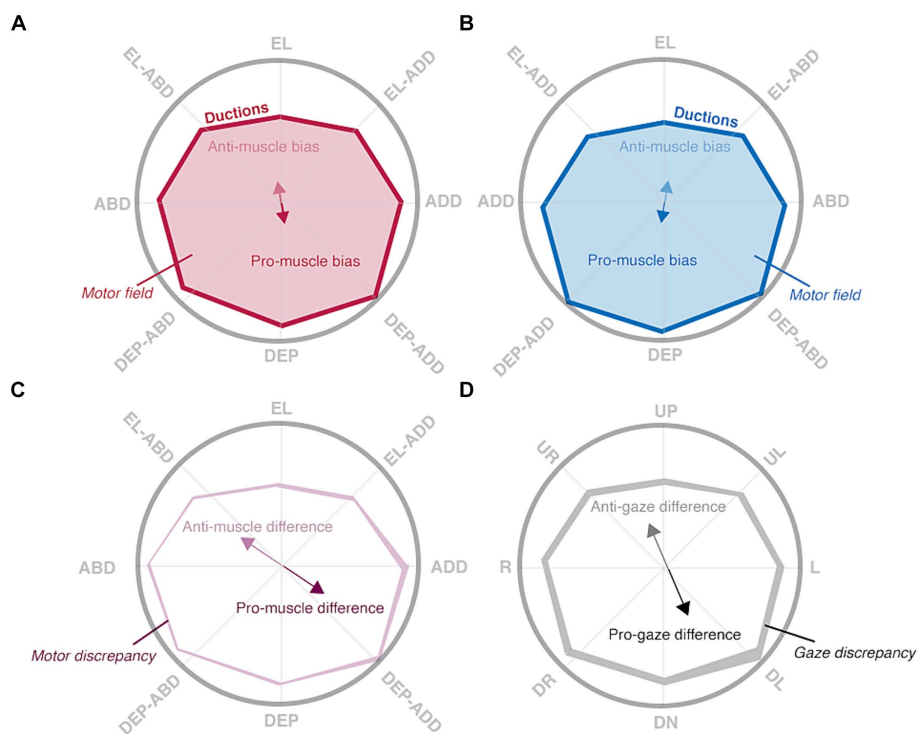 A
EL
EL-ABD
EL-ADD
Ductions
Anti-muscle bias
ABD
ADD
Pro-muscle bias
Motor field
DEP-ABD
DEP-ADD
DEP
B
EL
EL-ADD
EL-ABD
Ductions
Anti-muscle bias
ADD
ABD
Pro-muscle bias
Motor field
DEP-ADD
DEP-ABD
DEP
C
EL
EL-ABD
EL-ADD
Anti-muscle difference
ABD
ADD
Pro-muscle difference
Motor discrepancy
DEP-ABD
DEP-ADD
DEP
D
UP
UR
UL
Anti-gaze difference
R
L
Pro-gaze difference
Gaze discrepancy
DR
DL
DN